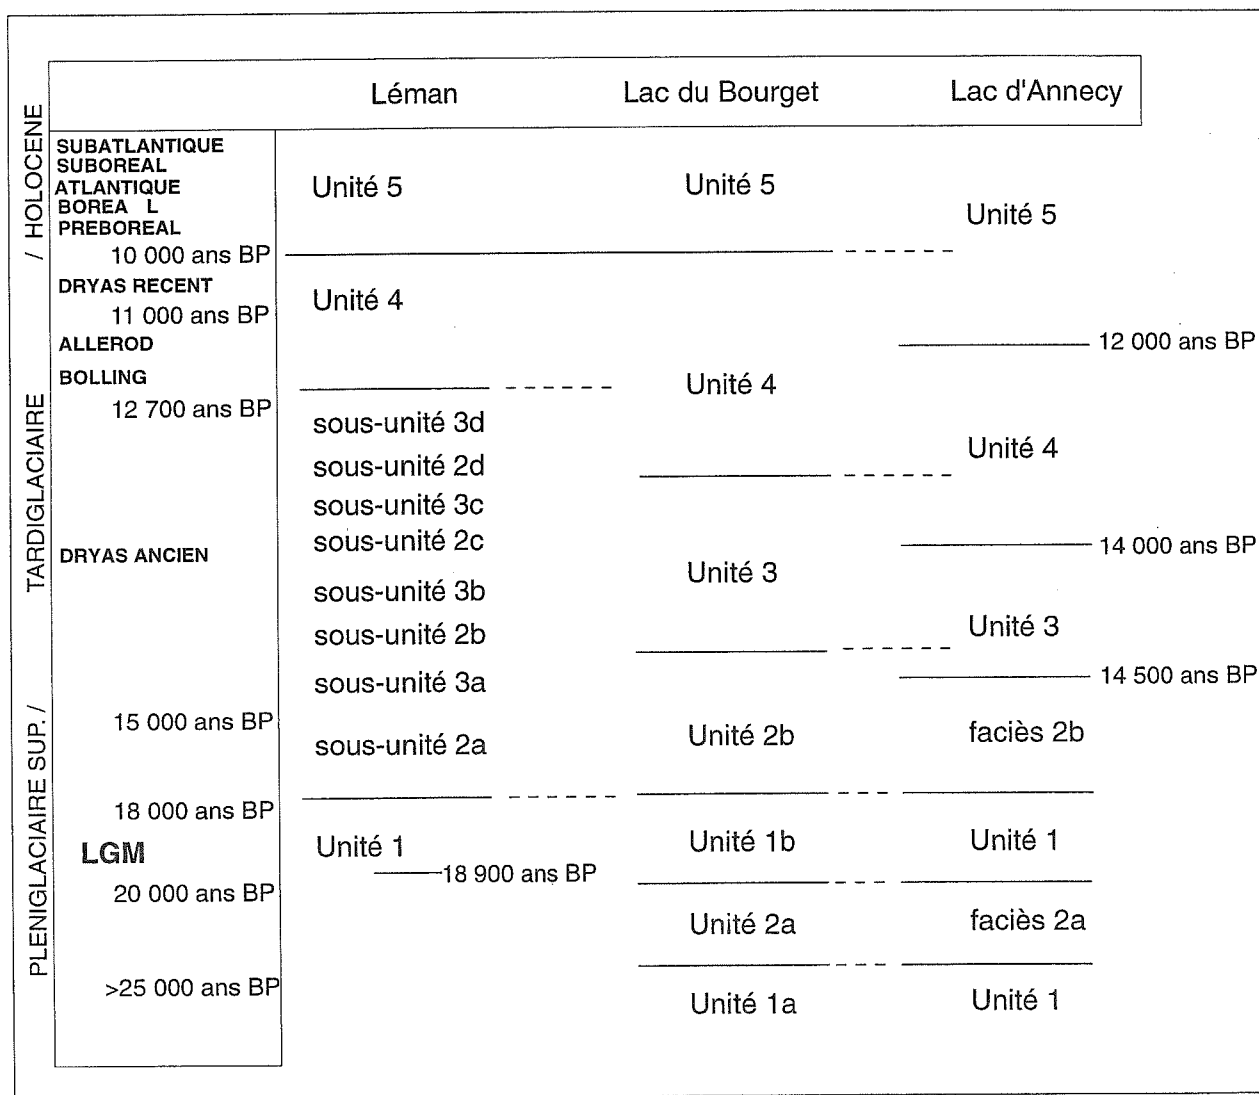 Léman Lac du Bourget Lac d'Annecy
/ HOLOCENE
TARDIGLACIAIRE
PLENIGLACIAIRE SUP. /
SUBATLANTIQUE
SUBOREAL
ATLANTIQUE
BOREA L
PREBOREAL
10 000 ans BP
DRYAS RECENT
11 000 ans BP
ALLEROD
BOLLING
12 700 ans BP
DRYAS ANCIEN
15 000 ans BP
18 000 ans BP
LGM
20 000 ans BP
>25 000 ans BP
Unité 5
Unité 4
sous-unité 3d
sous-unité 2d
sous-unité 3c
sous-unité 2c
sous-unité 3b
sous-unité 2b
sous-unité 3a
sous-unité 2a
Unité 1
18 900 ans BP
Unité 5
Unité 4
Unité 3
Unité 2b
Unité 1b
Unité 2a
Unité 1a
Unité 5
12 000 ans BP
Unité 4
14 000 ans BP
Unité 3
14 500 ans BP
faciès 2b
Unité 1
faciès 2a
Unité 1